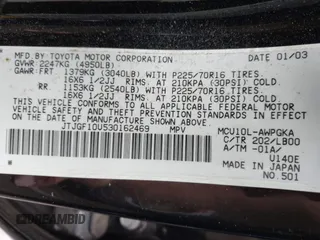 MFD.BY TOYOTA MOTOR CORPORATION 01/03
GVWR 2247KG (4950LB)
GAWR:FRT 1379KG (3040LB) WITH P225/70R16 TIRES,
16X6 1/2JJ RIMS, AT 210KPA (30PSI) COLD
RR 1153KG (2540LB) WITH P225/70R16 TIRES,
16X6 1/2JJ RIMS, AT 210KPA (30PSI) COLD
THIS VEHICLE CONFORMS TO ALL APPLICABLE FEDERAL MOTOR
VEHICLE SAFETY STANDARDS IN EFFECT ON THE DATE
OF MANUFACTURE SHOWN ABOVE.
JTJGF10U530162469 MPV MCU10L-AWPGKA
C/TR 202/LB00
A/TM -01A/
U140E
MADE IN JAPAN NO.501
© DREAMBID